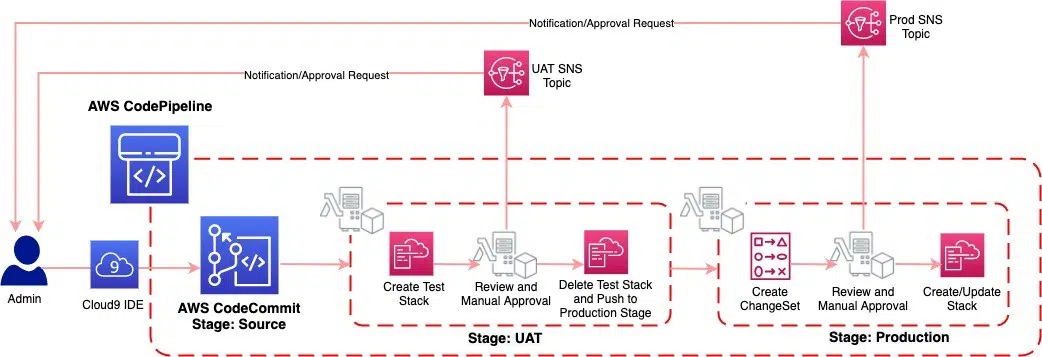 Notification/Approval Request
Prod SNS
Topic
Notification/Approval Request
UAT SNS
Topic
AWS CodePipeline
</>
9
</>
Admin
Cloud9 IDE
AWS CodeCommit
Stage: Source
Create Test
Stack
Review and
Manual Approval
Delete Test Stack
and Push to
Production Stage
Stage: UAT
Create
ChangeSet
Review and
Manual Approval
Create/Update
Stack
Stage: Production